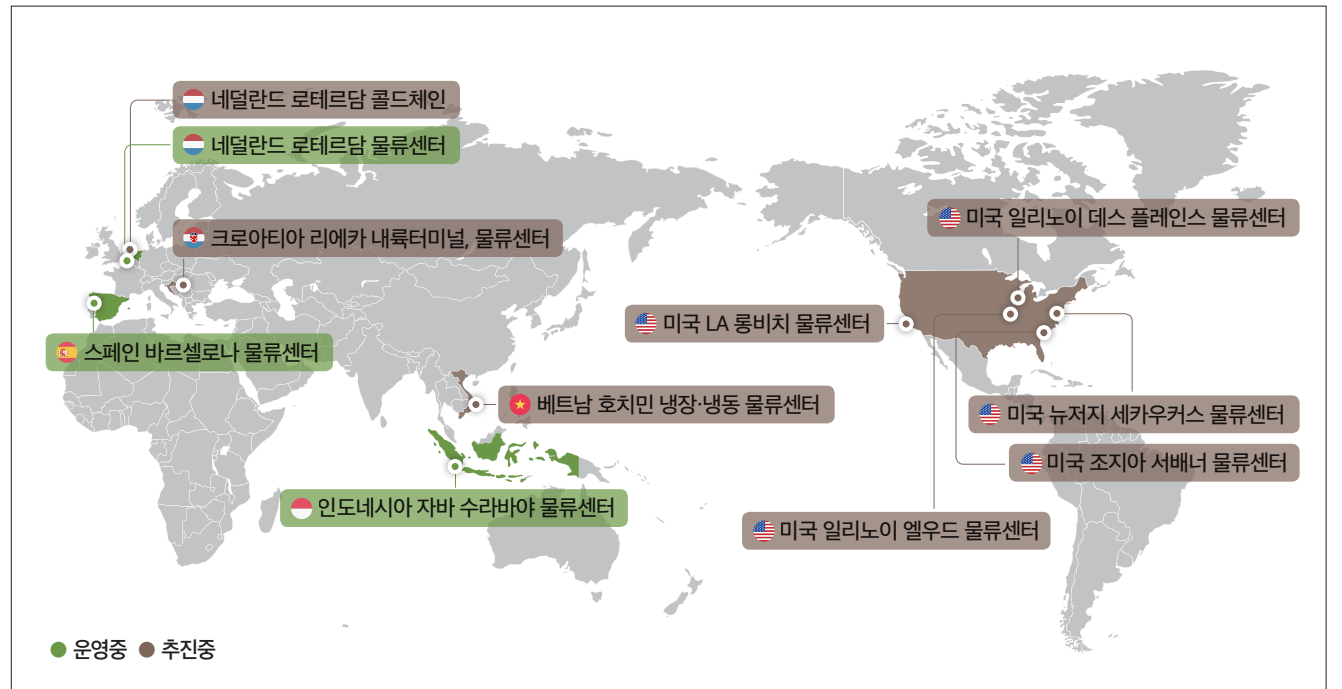 네덜란드 로테르담 콜드체인
네덜란드 로테르담 물류센터
미국 일리노이 데스 플레인스 물류센터
크로아티아 리예카 내륙터미널, 물류센터
미국 LA 롱비치 물류센터
스페인 바르셀로나 물류센터
베트남 호치민 냉장·냉동 물류센터
미국 뉴저지 세카우커스 물류센터
미국 조지아 서배너 물류센터
인도네시아 자바 수라바야 물류센터
미국 일리노이 엘우드 물류센터
운영중 추진중